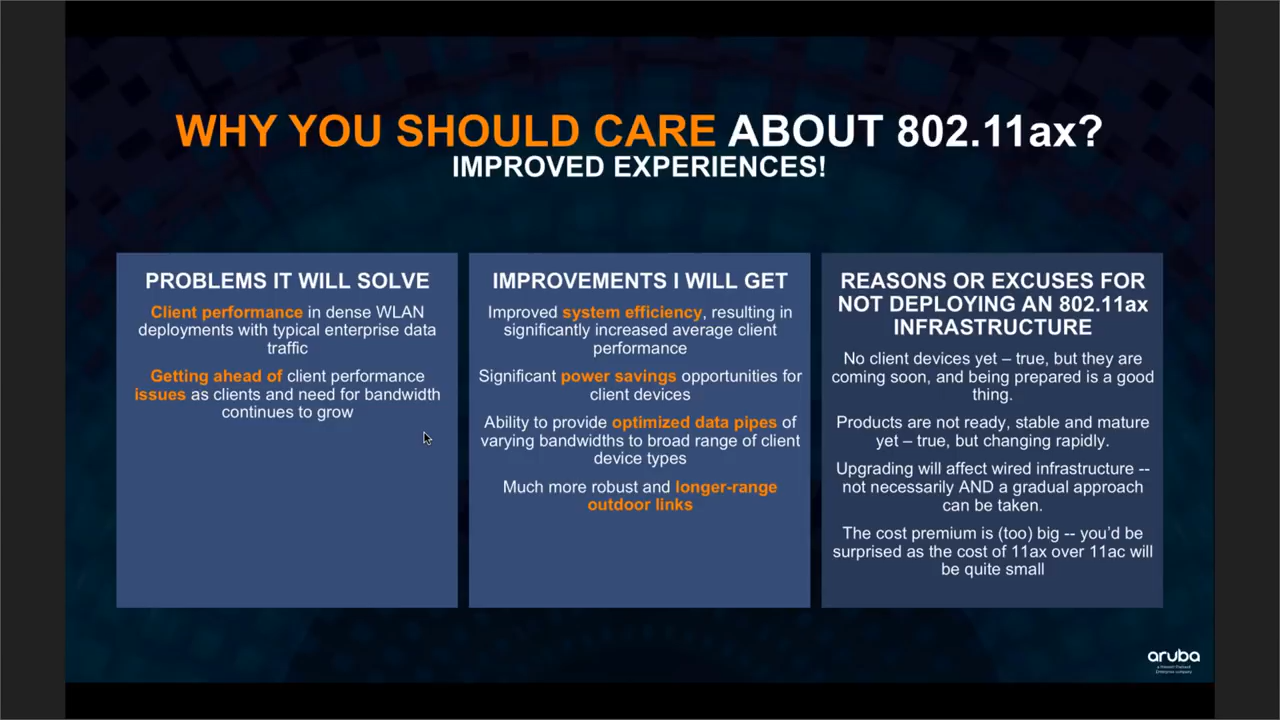 WHY YOU SHOULD CARE ABOUT 802.11ax?
IMPROVED EXPERIENCES!
PROBLEMS IT WILL SOLVE
Client performance in dense WLAN
deployments with typical enterprise data
traffic
Getting ahead of client performance
issues as clients and need for bandwidth
continues to grow
IMPROVEMENTS I WILL GET
Improved system efficiency, resulting in
significantly increased average client
performance
Significant power savings opportunities for
client devices
Ability to provide optimized data pipes of
varying bandwidths to broad range of client
device types
Much more robust and longer-range
outdoor links
REASONS OR EXCUSES FOR
NOT DEPLOYING AN 802.11ax
INFRASTRUCTURE
No client devices yet – true, but they are
coming soon, and being prepared is a good
thing.
Products are not ready, stable and mature
yet – true, but changing rapidly.
Upgrading will affect wired infrastructure --
not necessarily AND a gradual approach
can be taken.
The cost premium is (too) big -- you’d be
surprised as the cost of 11ax over 11ac will
be quite small
aruba
a Hewlett Packard
Enterprise company